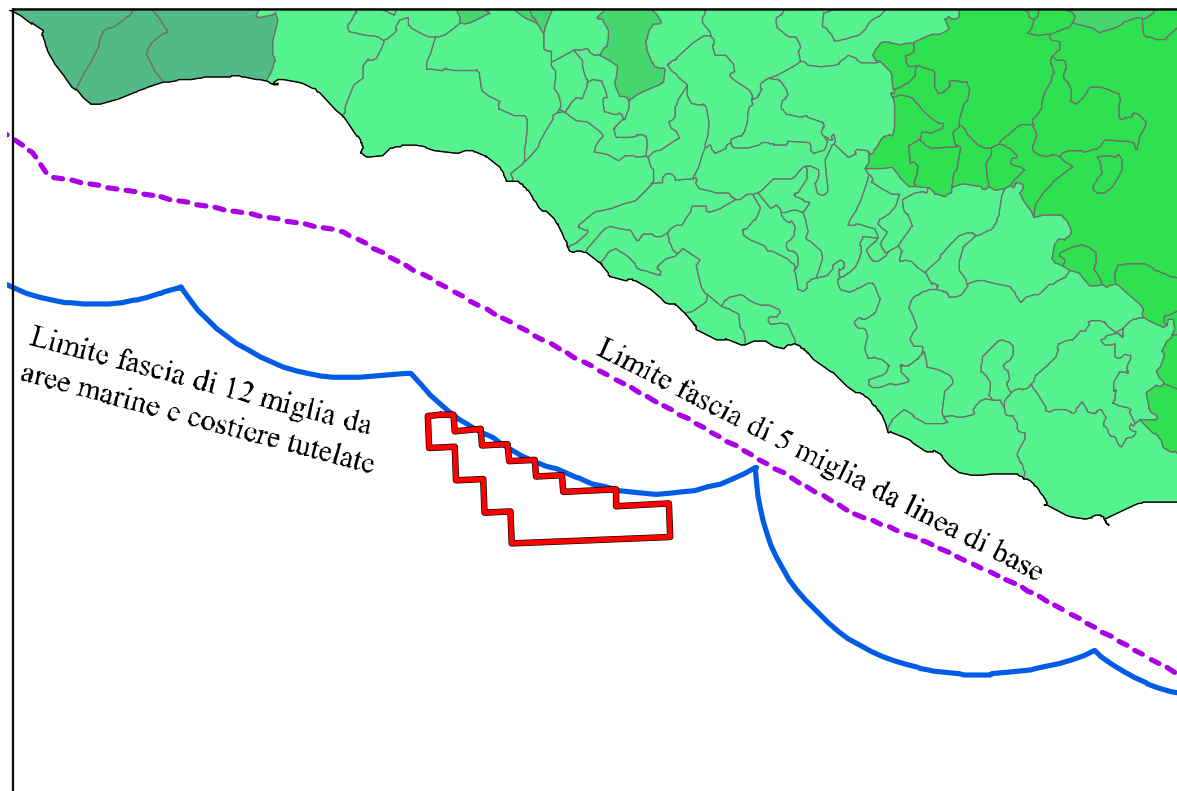 Limite fascia di 12 miglia da
aree marine e costiere tutelate
Limite fascia di 5 miglia da linea di base